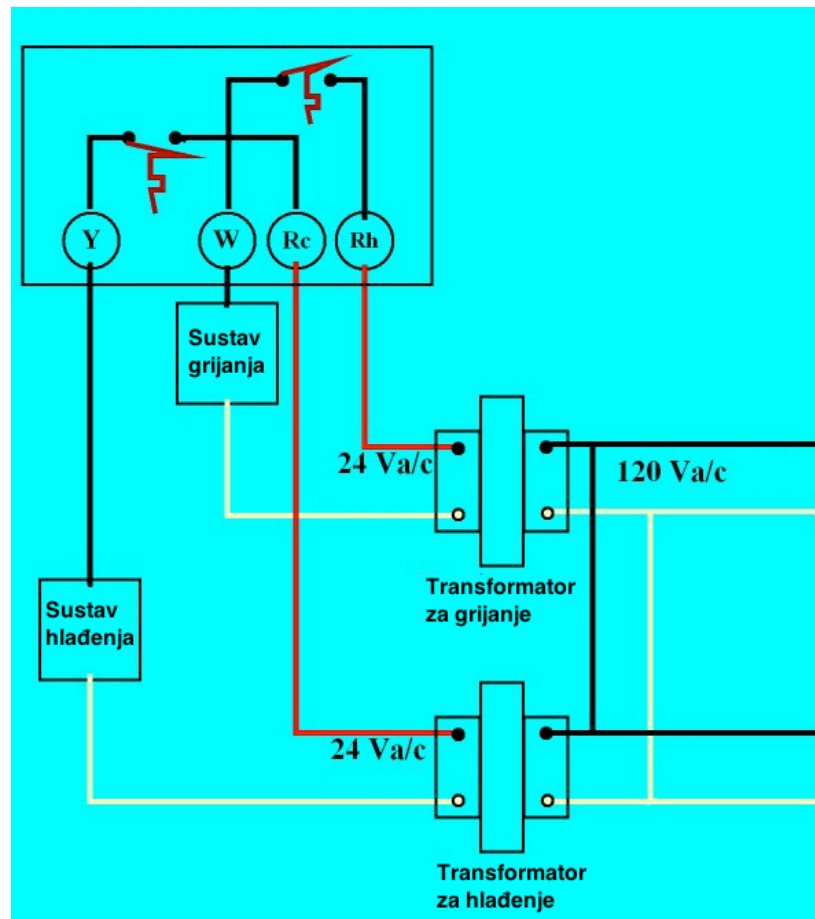 Y W Rc Rh
Sustav
grijanja
24 Va/c
120 Va/c
Transformator
za grijanje
Sustav
hlađenja
24 Va/c
Transformator
za hlađenje